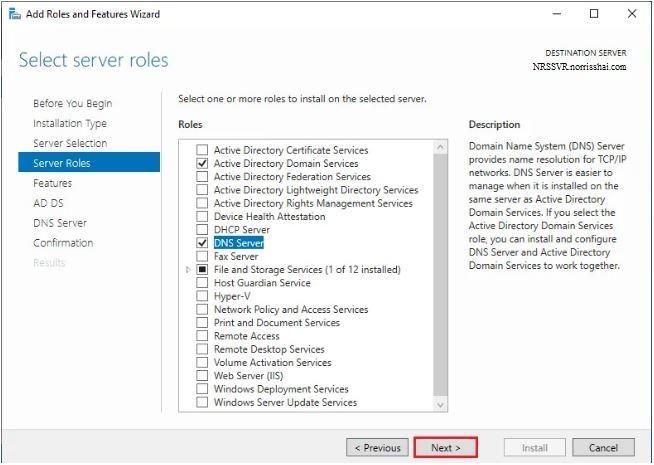 Add Roles and Features Wizard
Select server roles
DESTINATION SERVER
NRSSVR.norrisshai.com
Before You Begin
Installation Type
Server Selection
Server Roles
Features
AD DS
DNS Server
Confirmation
Results
Select one or more roles to install on the selected server.
Roles
Active Directory Certificate Services
Active Directory Domain Services
Active Directory Federation Services
Active Directory Lightweight Directory Services
Active Directory Rights Management Services
Device Health Attestation
DHCP Server
DNS Server
Fax Server
File and Storage Services (1 of 12 installed)
Host Guardian Service
Hyper-V
Network Policy and Access Services
Print and Document Services
Remote Access
Remote Desktop Services
Volume Activation Services
Web Server (IIS)
Windows Deployment Services
Windows Server Update Services
Description
Domain Name System (DNS) Server
provides name resolution for TCP/IP
networks. DNS Server is easier to
manage when it is installed on the
same server as Active Directory
Domain Services. If you select the
Active Directory Domain Services
role, you can install and configure
DNS Server and Active Directory
Domain Services to work together.
< Previous
Next >
Install
Cancel